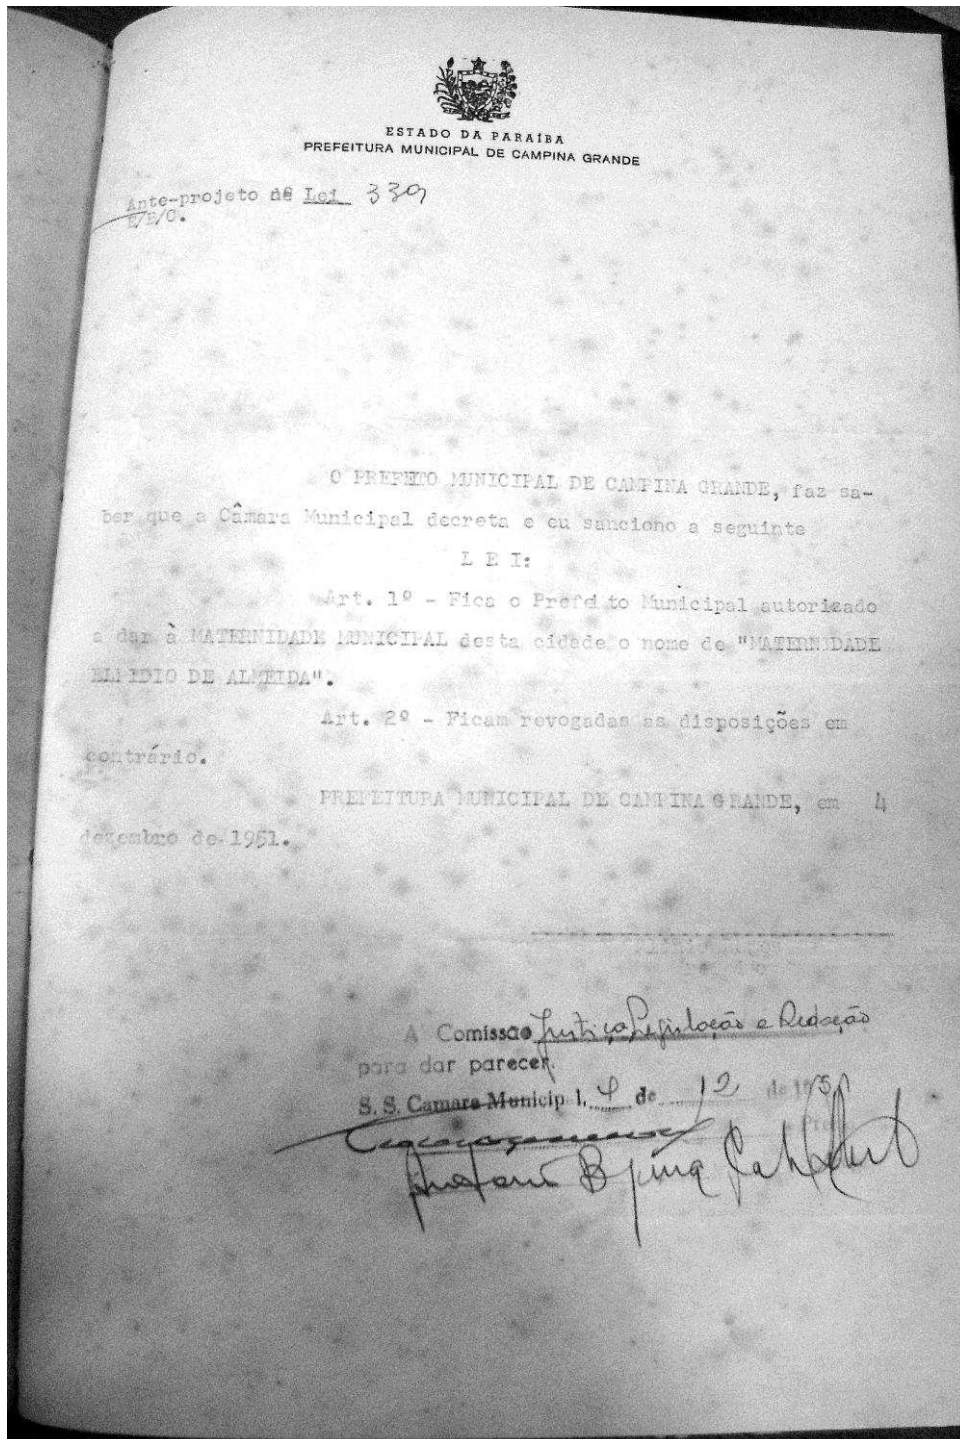 ESTADO DA PARAÍBA
PREFEITURA MUNICIPAL DE CAMPINA GRANDE
Ante-projeto de Lei 339
E/E/C.
O PREFEITO MUNICIPAL DE CAMPINA GRANDE, faz sa-
ber que a Câmara Municipal decreta e eu sanciono a seguinte
L E I:
Art. 1º - Fica o Prefeito Municipal autorizado
a dar à MATERNIDADE MUNICIPAL desta cidade o nome de "MATERNIDADE
ELPIDIO DE ALMEIDA".
Art. 2º - Ficam revogadas as disposições em
contrário.
PREFEITURA MUNICIPAL DE CAMPINA GRANDE, em 4
dezembro de 1951.
A Comissão Justiça Legislação e Redação
para dar parecer.
S. S. Camara Municip l, 4 de 12 de 1951